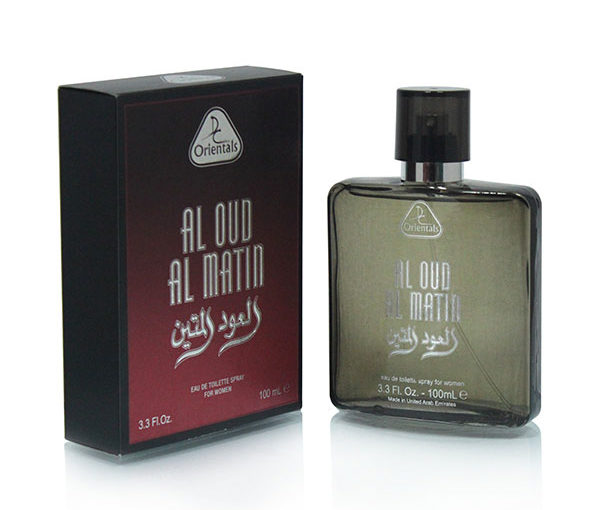 DC
Orientals
AL OUD
AL MATIN
العود المتين
EAU DE TOILETTE SPRAY
FOR WOMEN
100 mL e
3.3 Fl.Oz.
DC
Orientals
AL OUD
AL MATIN
العود المتين
eau de toilette spray for women
3.3 Fl. Oz. - 100mL e
Made in United Arab Emirates